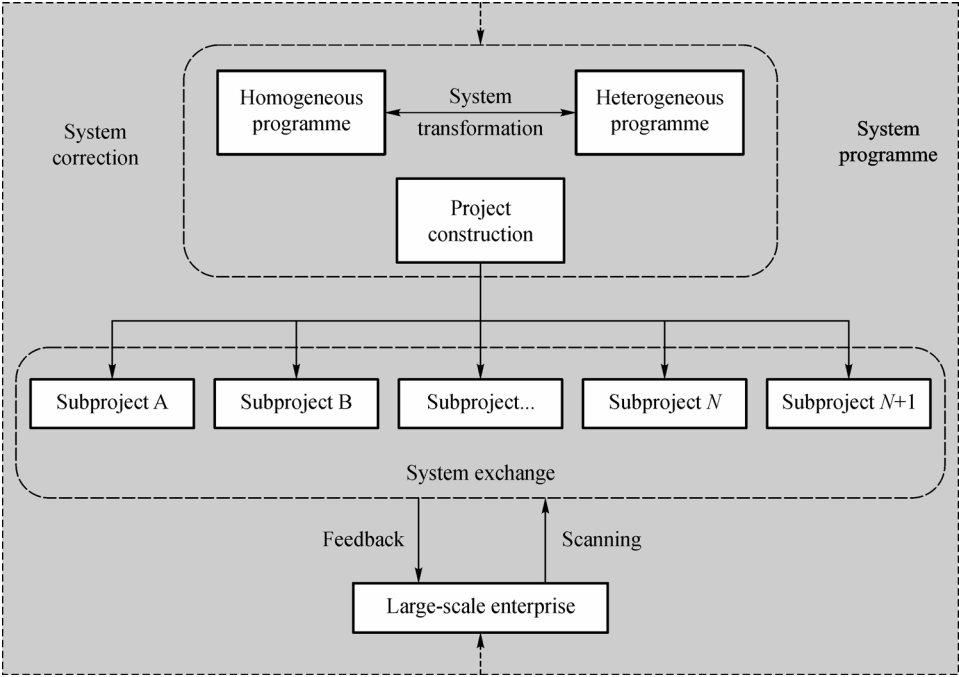 Homogeneous
programme
System
transformation
Heterogeneous
programme
System
correction
System
programme
Project
construction
Subproject A
Subproject B
Subproject...
Subproject N
Subproject N+1
System exchange
Feedback
Scanning
Large-scale enterprise